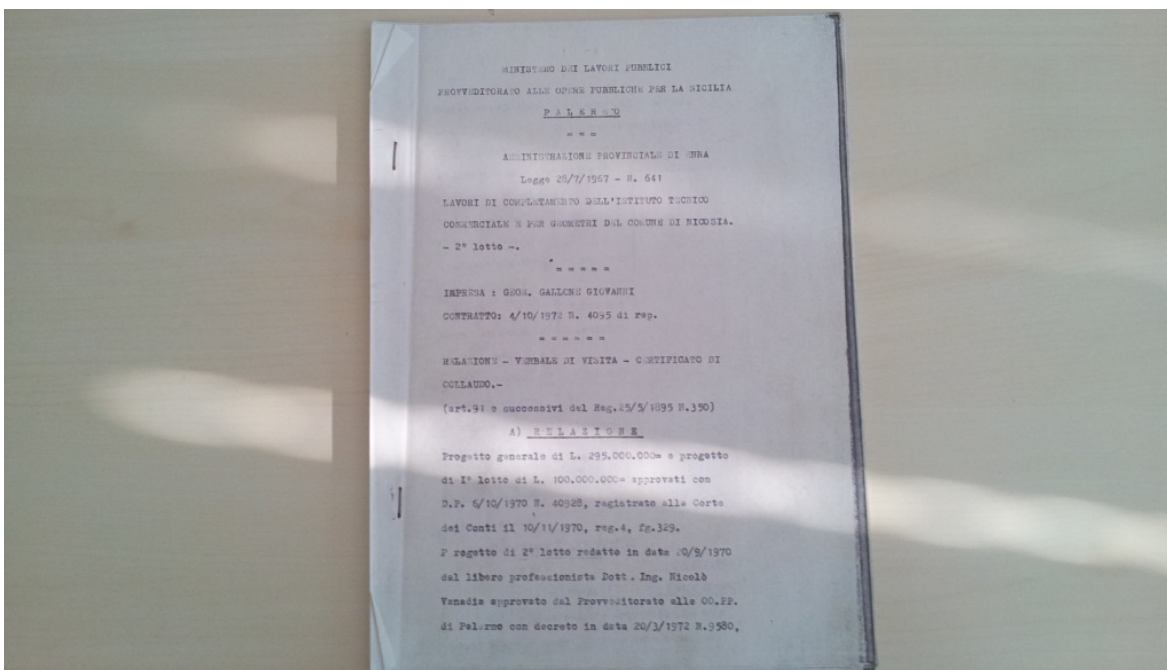 MINISTERO DEI LAVORI PUBBLICI
PROVVEDITORATO ALLE OPERE PUBBLICHE PER LA SICILIA
PALERMO
= = =
AMMINISTRAZIONE PROVINCIALE DI ENNA
Legge 28/7/1967 - N. 641
LAVORI DI COMPLETAMENTO DELL'ISTITUTO TECNICO
COMMERCIALE E PER GEOMETRI DEL COMUNE DI NICOSIA.
- 2° lotto -.
= = = = =
IMPRESA : GEOM. GALLONE GIOVANNI
CONTRATTO: 4/10/1972 N. 4095 di rep.
= = = = = =
RELAZIONE - VERBALE DI VISITA - CERTIFICATO DI
COLLAUDO.-
(art.91 e successivi del Reg.25/5/1895 N.350)
A) RELAZIONE
Progetto generale di L. 295.000.000= e progetto
di I° lotto di L. 100.000.000= approvati con
D.P. 6/10/1970 N. 40928, registrato alla Corte
dei Conti il 10/11/1970, reg.4, fg.329.
P rogetto di 2° lotto redatto in data 20/9/1970
dal libero professionista Dott. Ing. Nicolò
Vanadia approvato dal Provveditorato alle OO.PP.
di Palermo con decreto in data 20/3/1972 N.9580,